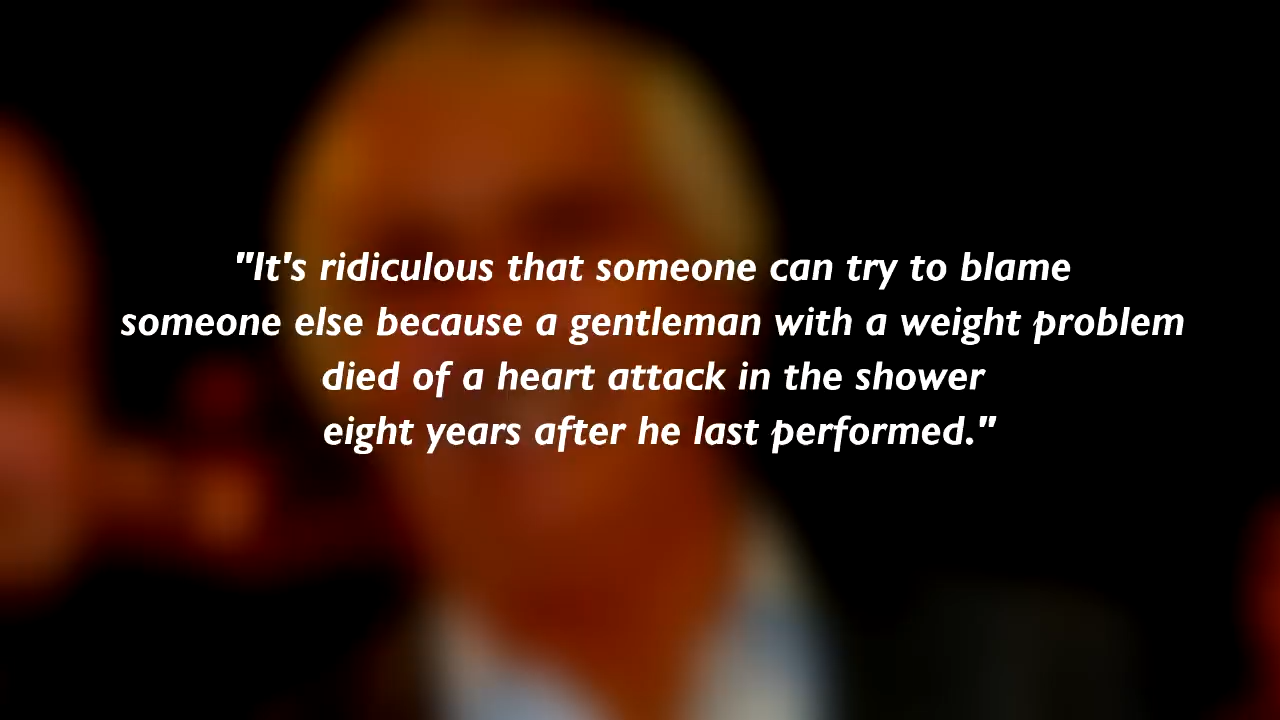 "It's ridiculous that someone can try to blame
someone else because a gentleman with a weight problem
died of a heart attack in the shower
eight years after he last performed."